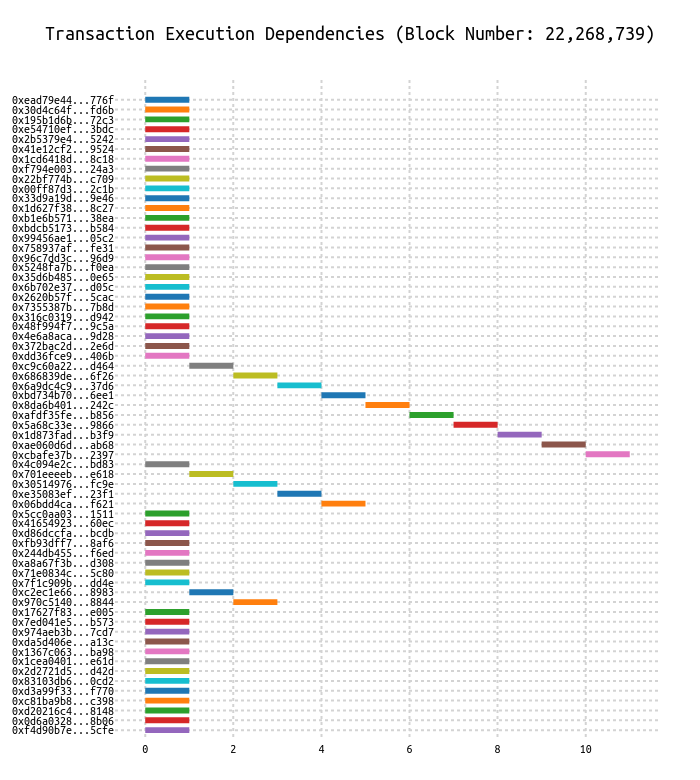 Transaction Execution Dependencies (Block Number: 22,268,739)
0xead79e44...776f
0x30d4c64f...fd6b
0x195b1d6b...72c3
0xe54710ef...3bdc
0x2b5379e4...5242
0x41e12cf2...9524
0x1cd6418d...8c18
0xf794e003...24a3
0x22bf774b...c709
0x00ff87d3...2c1b
0x33d9a19d...9e46
0x1d627f38...8c27
0xb1e6b571...38ea
0xbdcb5173...b584
0x99456ae1...05c2
0x758937af...fe31
0x96c7dd3c...96d9
0x5248fa7b...f0ea
0x35d6b485...0e65
0x6b702e37...d05c
0x2620b57f...5cac
0x7355387b...7b8d
0x316c0319...d942
0x48f994f7...9c5a
0x4e6a8aca...9d28
0x372bac2d...2e6d
0xdd36fce9...406b
0xc9c60a22...d464
0x686839de...6f26
0x6a9dc4c9...37d6
0xbd734b70...6ee1
0x8da6b401...242c
0xafdf35fe...b856
0x5a68c33e...9866
0x1d873fad...b3f9
0xae060d6d...ab68
0xcbafe37b...2397
0x4c094e2c...bd83
0x701eeeeb...e618
0x30514976...fc9e
0xe35083ef...23f1
0x06bdd4ca...f621
0x5cc0aa03...1511
0x41654923...60ec
0xd86dccfa...bcdb
0xfb93dff7...8af6
0x244db455...f6ed
0xa8a67f3b...d308
0x71e0834c...5c80
0x7f1c909b...dd4e
0xc2ec1e66...8983
0x970c5140...8844
0x17627f83...e005
0x7ed041e5...b573
0x974aeb3b...7cd7
0xda5d406e...a13c
0x1367c063...ba98
0x1cea0401...e61d
0x2d2721d5...d42d
0x83103db6...0cd2
0xd3a99f33...f770
0xc81ba9b8...c398
0xd20216c4...8148
0x0d6a0328...8b06
0xf4d90b7e...5cfe
0 2 4 6 8 10